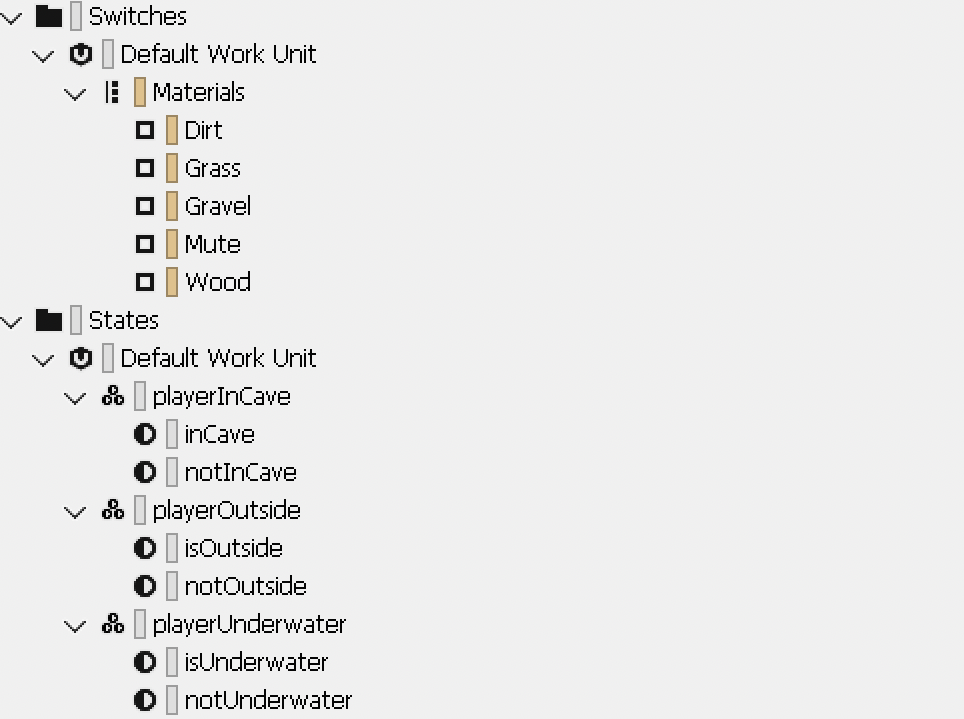 Switches
Default Work Unit
Materials
Dirt
Grass
Gravel
Mute
Wood
States
Default Work Unit
playerInCave
inCave
notInCave
playerOutside
isOutside
notOutside
playerUnderwater
isUnderwater
notUnderwater